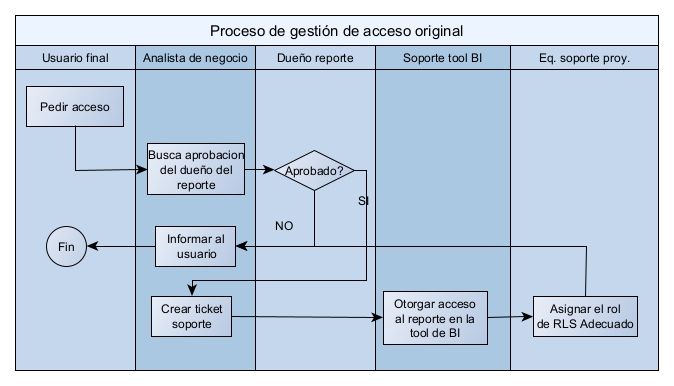 Proceso de gestión de acceso original
Usuario final
Analista de negocio
Dueño reporte
Soporte tool BI
Eq. soporte proy.
Pedir acceso
Busca aprobacion
del dueño del
reporte
Aprobado?
SI
NO
Informar al
usuario
Fin
Crear ticket
soporte
Otorgar acceso
al reporte en la
tool de BI
Asignar el rol
de RLS Adecuado